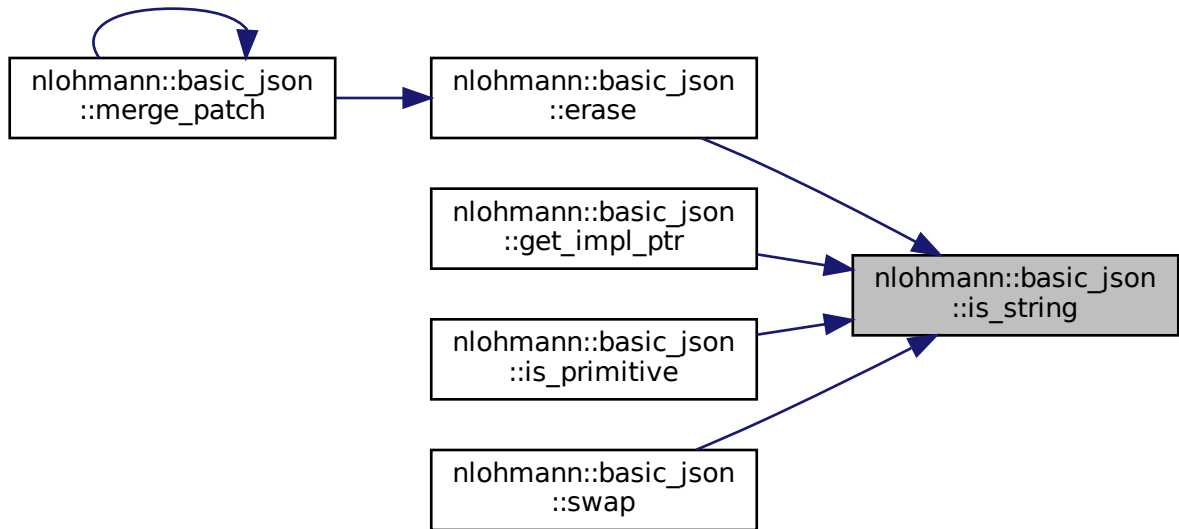 nlohmann::basic_json
::merge_patch
nlohmann::basic_json
::erase
nlohmann::basic_json
::get_impl_ptr
nlohmann::basic_json
::is_primitive
nlohmann::basic_json
::swap
nlohmann::basic_json
::is_string